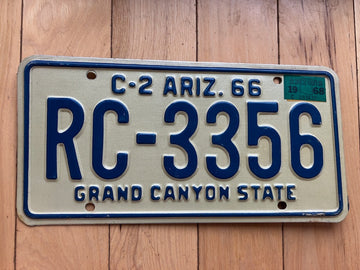 C-2 ARIZ. 66
19 68
RC-3356
GRAND CANYON STATE